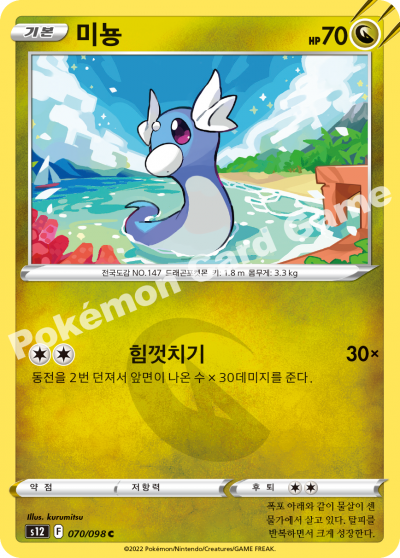 기본 미뇽 HP 70
전국도감 NO.147 드래곤포켓몬 키: 1.8 m 몸무게: 3.3 kg
Pokémon Card Game
힘껏치기 30×
동전을 2번 던져서 앞면이 나온 수 × 30데미지를 준다.
약점 저항력 후퇴
Illus. kurumitsu
s12 F 070/098 C
폭포 아래와 같이 물살이 센
물가에서 살고 있다. 탈피를
반복하면서 크게 성장한다.
©2022 Pokémon/Nintendo/Creatures/GAME FREAK.